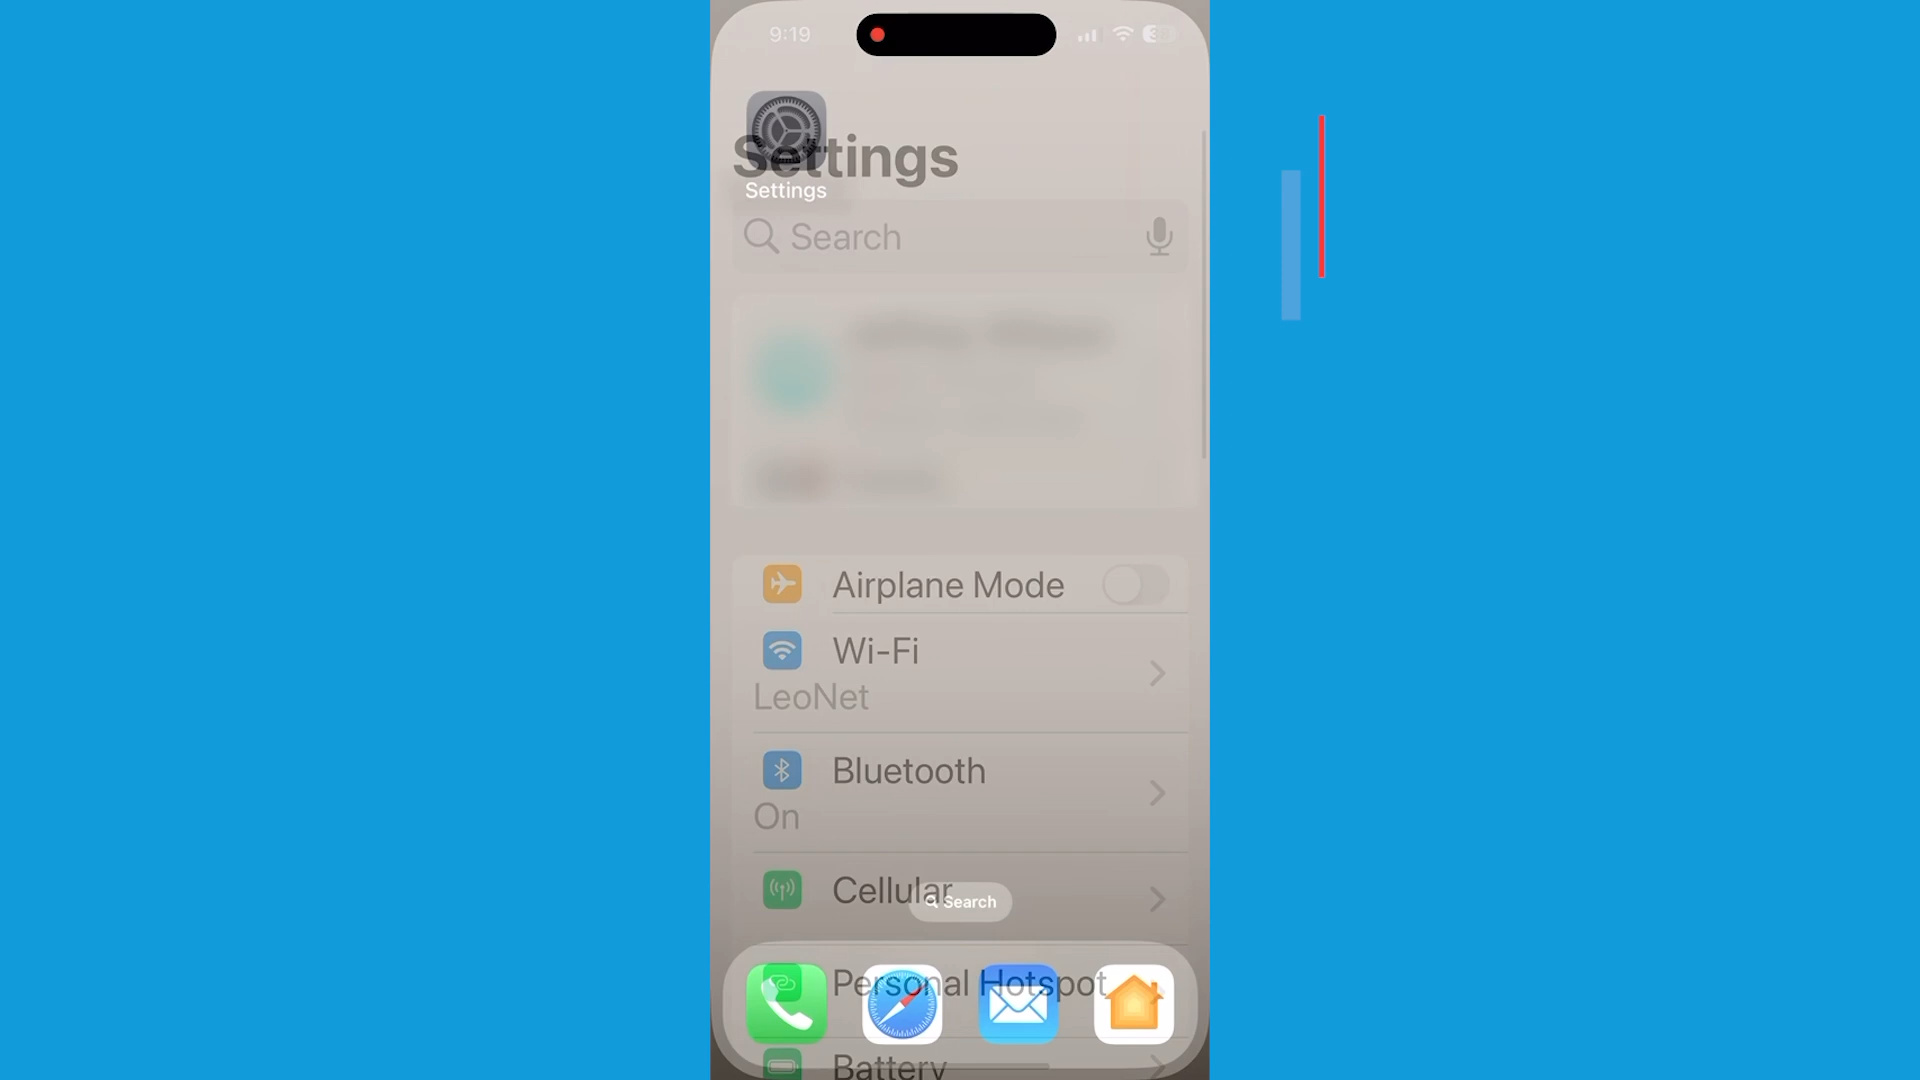 9:19
Settings
Settings
Search
Airplane Mode
Wi-Fi
LeoNet
Bluetooth
On
Cellular
Search
Personal Hotspot
Battery